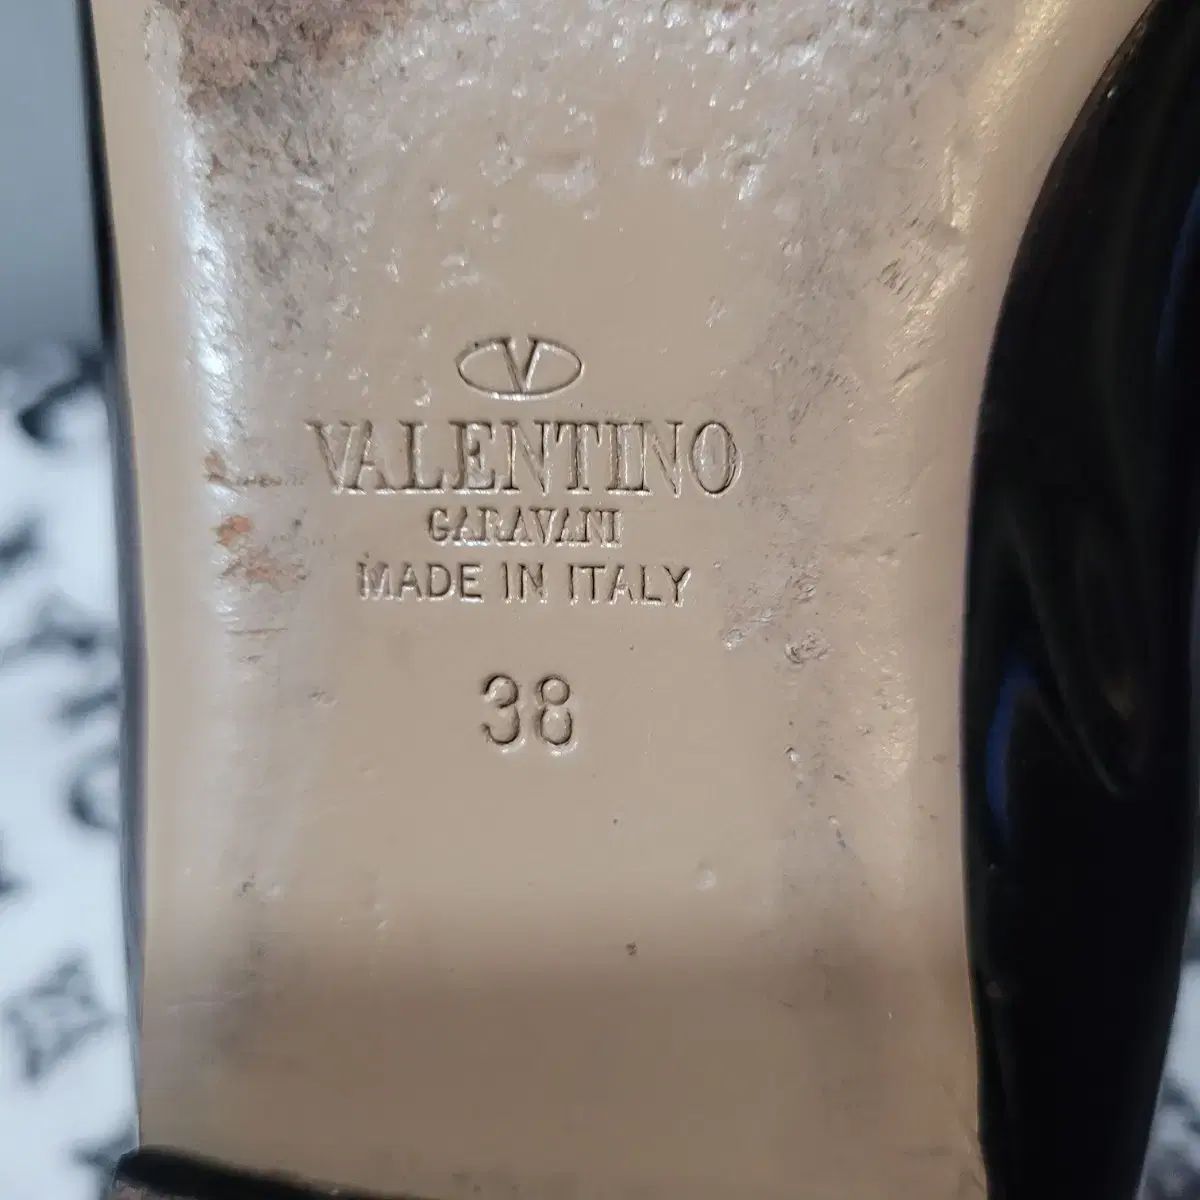 V
VALENTINO
GARAVANI
MADE IN ITALY
38